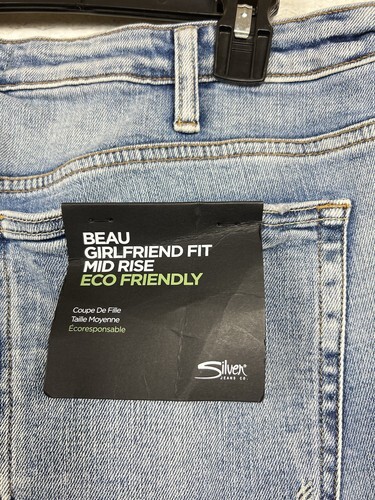 BEAU
GIRLFRIEND FIT
MID RISE
ECO FRIENDLY
Coupe De Fille
Taille Moyenne
Écoresponsable
Silver
JEANS CO.